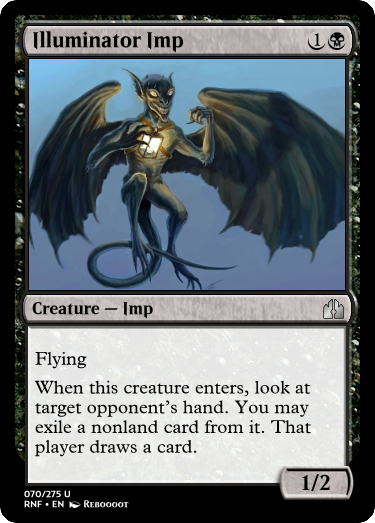 Illuminator Imp 1
Creature — Imp
Flying
When this creature enters, look at
target opponent's hand. You may
exile a nonland card from it. That
player draws a card.
1/2
070/275 U
RNF • EN Reboooot